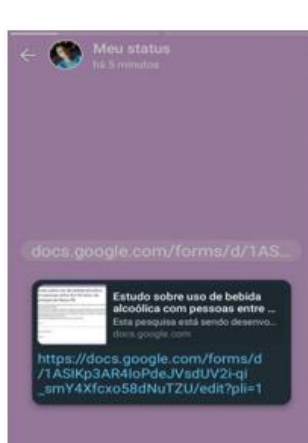 Meu status
há 5 minutos
docs.google.com/forms/d/1AS...
Estudo sobre uso de bebida
alcoólica com pessoas entre ...
Esta pesquisa está sendo desenvo...
docs.google.com
https://docs.google.com/forms/d
/1ASlKp3AR4loPdeJVsdUV2i-qi
_smY4Xfcxo58dNuTZU/edit?pli=1